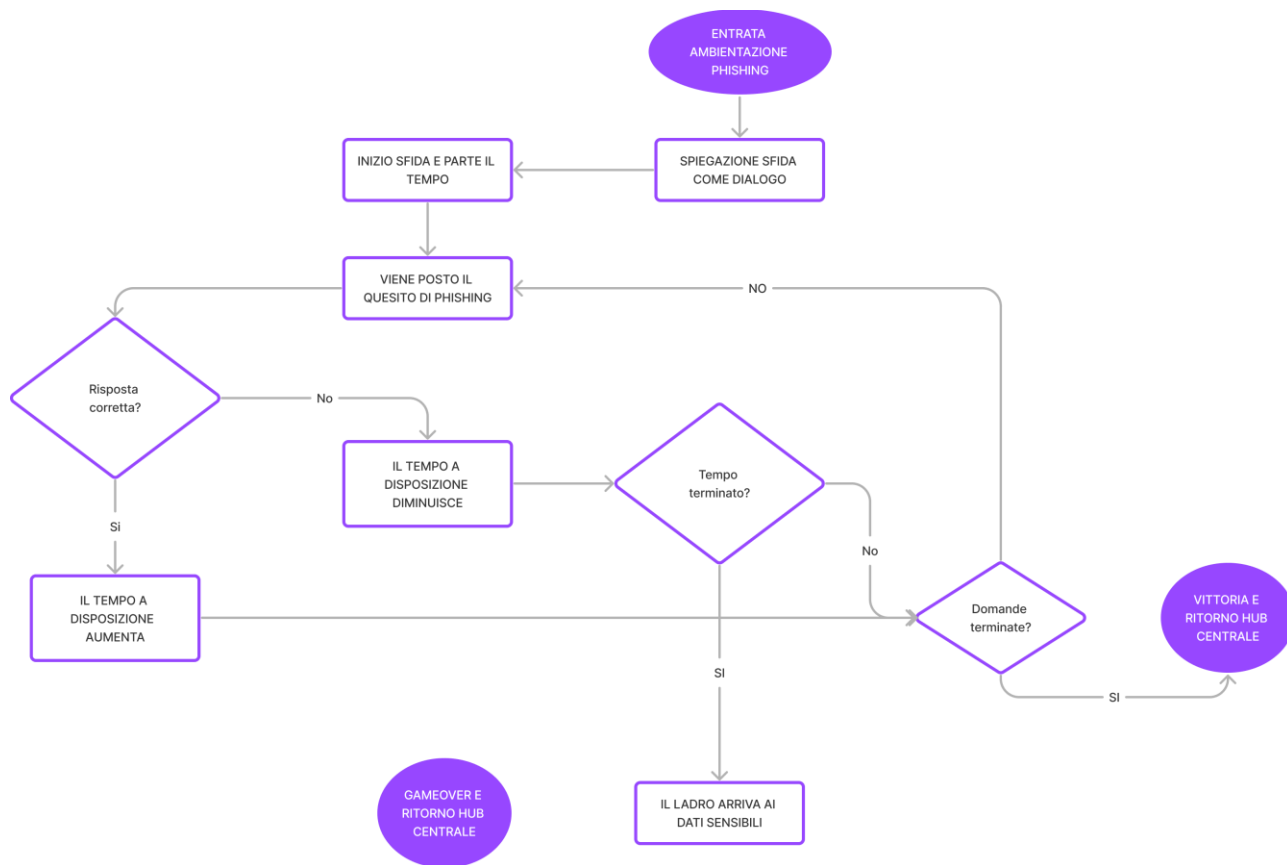 ENTRATA
AMBIENTAZIONE
PHISHING
INIZIO SFIDA E PARTE IL
TEMPO
SPIEGAZIONE SFIDA
COME DIALOGO
VIENE POSTO IL
QUESITO DI PHISHING
NO
Risposta
corretta?
No
IL TEMPO A
DISPOSIZIONE
DIMINUISCE
Tempo
terminato?
No
Si
IL TEMPO A
DISPOSIZIONE
AUMENTA
Domande
terminate?
VITTORIA E
RITORNO HUB
CENTRALE
SI
SI
GAMEOVER E
RITORNO HUB
CENTRALE
IL LADRO ARRIVA AI
DATI SENSIBILI